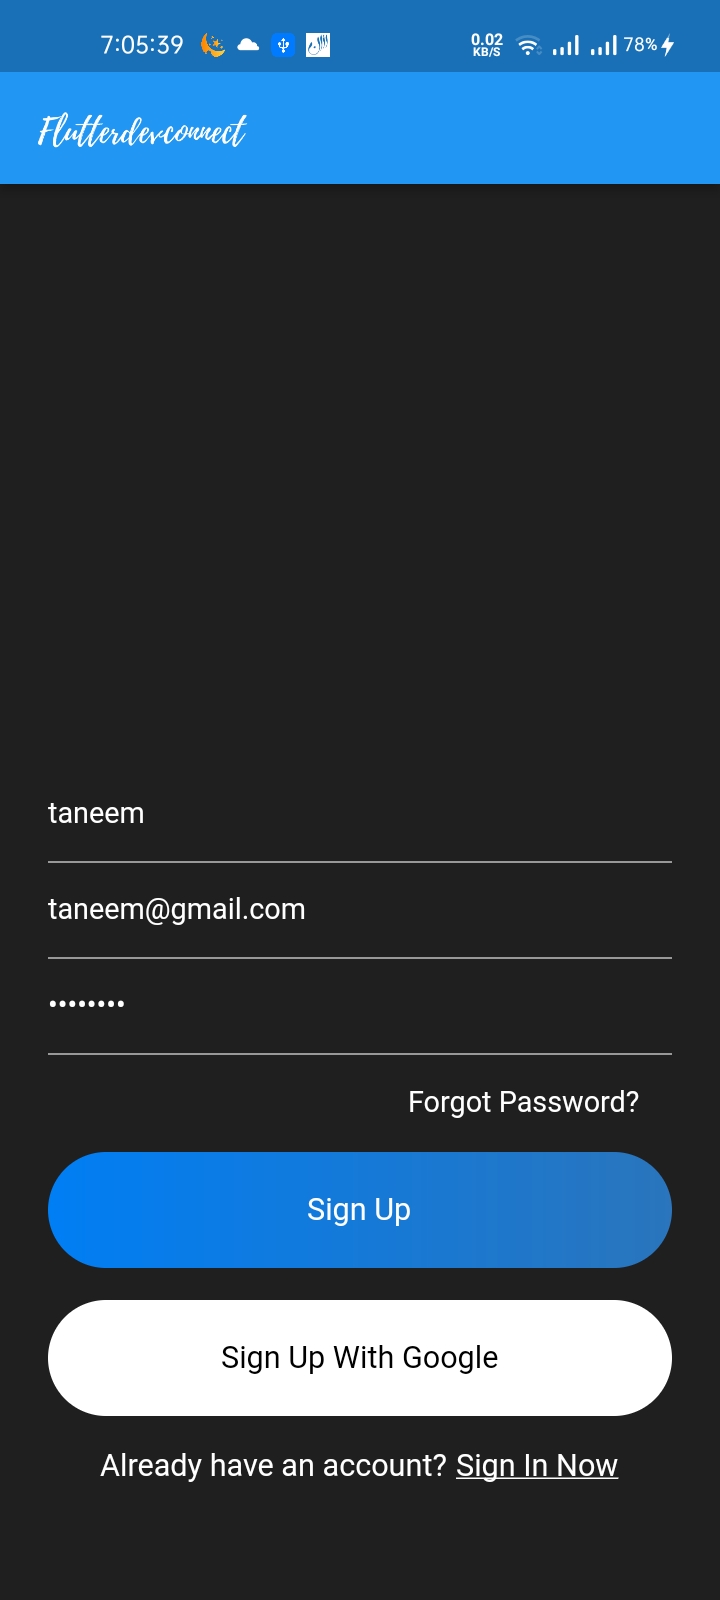 7:05:39 0.02 KB/S 78%
Flutterdevconnect
taneem
taneem@gmail.com
••••••••
Forgot Password?
Sign Up
Sign Up With Google
Already have an account? Sign In Now